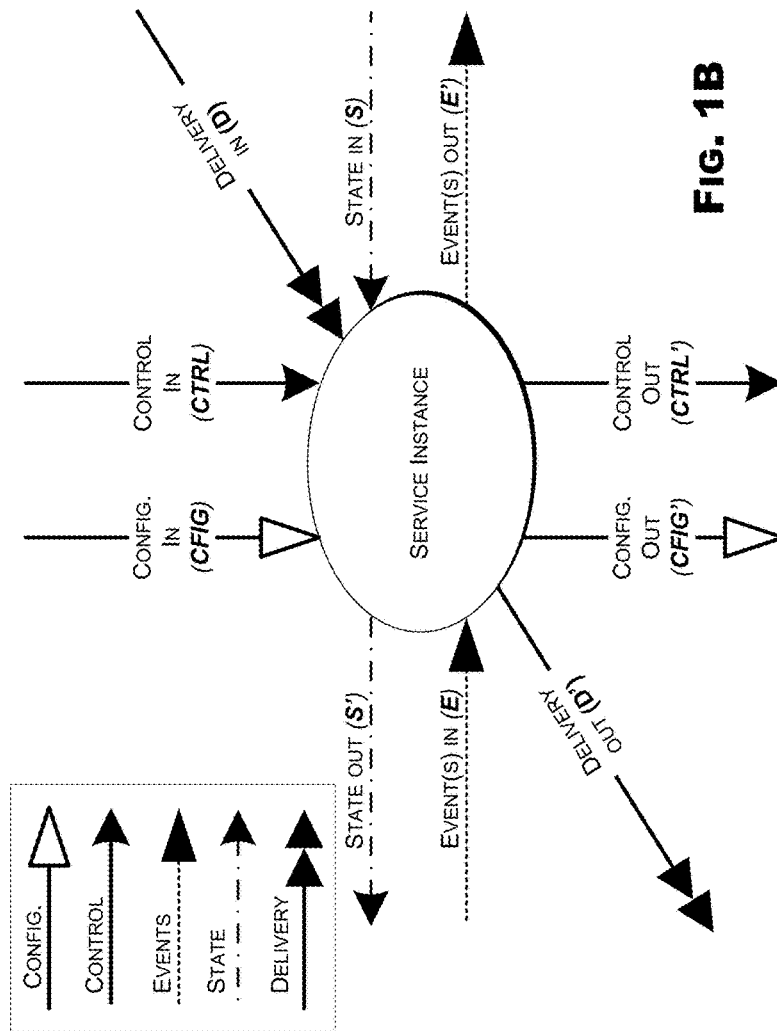 CONFIG.
CONTROL
EVENTS
STATE
DELIVERY
STATE OUT (S')
EVENT(S) IN (E)
CONFIG.
IN
(CFIG)
CONTROL
IN
(CTRL)
DELIVERY
IN (D)
SERVICE INSTANCE
STATE IN (S)
EVENT(S) OUT (E')
DELIVERY
OUT (D')
CONFIG.
OUT
(CFIG')
CONTROL
OUT
(CTRL')
FIG. 1B